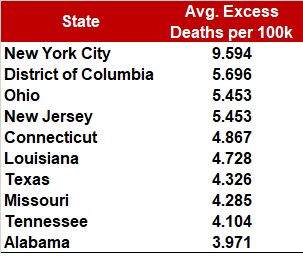 State Avg. Excess Deaths per 100k
New York City 9.594
District of Columbia 5.696
Ohio 5.453
New Jersey 5.453
Connecticut 4.867
Louisiana 4.728
Texas 4.326
Missouri 4.285
Tennessee 4.104
Alabama 3.971